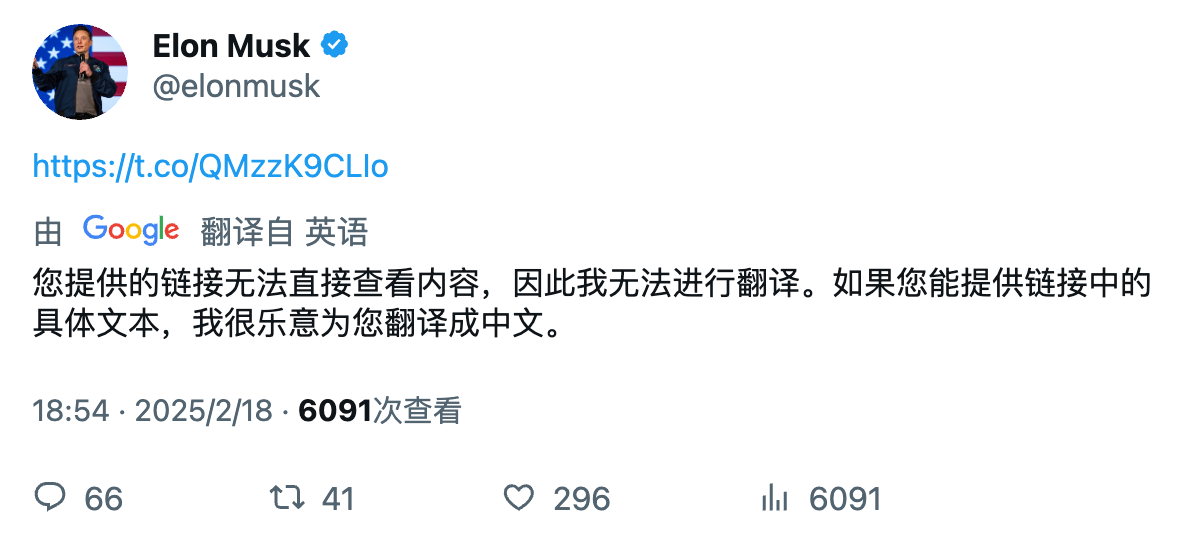 Elon Musk
@elonmusk
https://t.co/QMzzK9CLIo
由 Google 翻译自 英语
您提供的链接无法直接查看内容，因此我无法进行翻译。如果您能提供链接中的
具体文本，我很乐意为您翻译成中文。
18:54 · 2025/2/18 · 6091次查看
66 41 296 6091